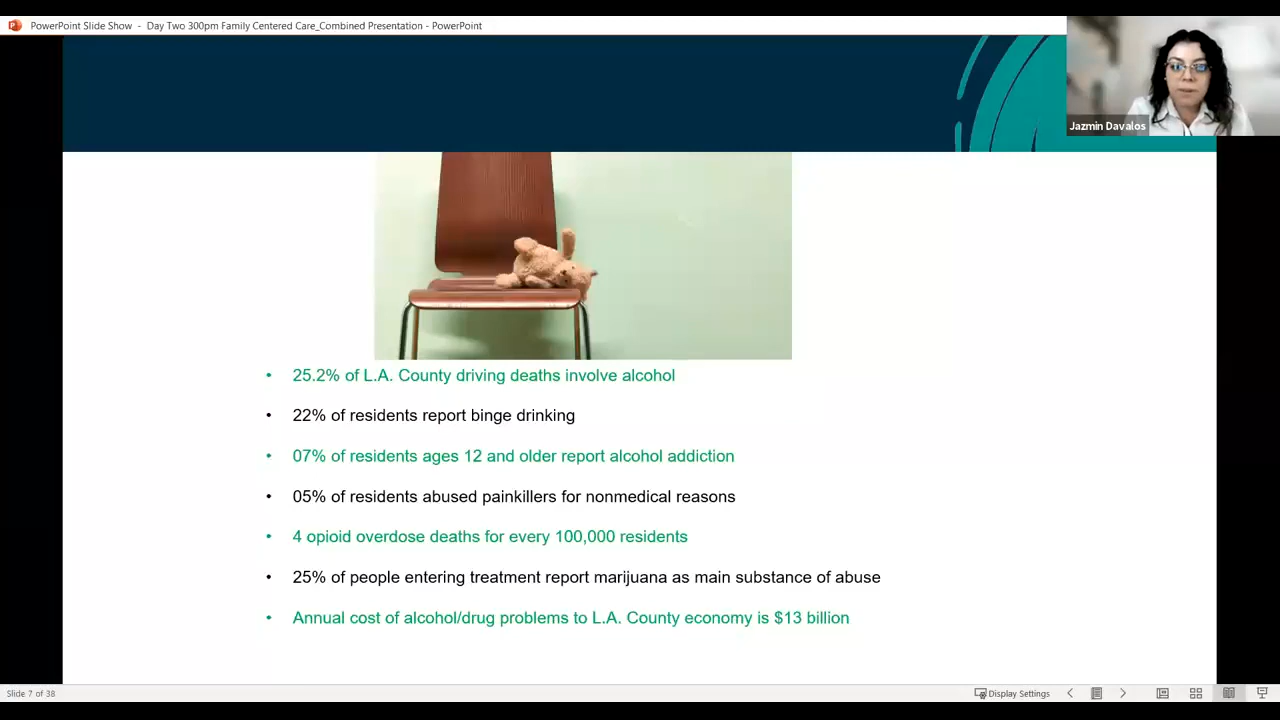 PowerPoint Slide Show - Day Two 300pm Family Centered Care_Combined Presentation - PowerPoint
Jazmin Davalos
• 25.2% of L.A. County driving deaths involve alcohol
• 22% of residents report binge drinking
• 07% of residents ages 12 and older report alcohol addiction
• 05% of residents abused painkillers for nonmedical reasons
• 4 opioid overdose deaths for every 100,000 residents
• 25% of people entering treatment report marijuana as main substance of abuse
• Annual cost of alcohol/drug problems to L.A. County economy is $13 billion
Slide 7 of 38
Display Settings